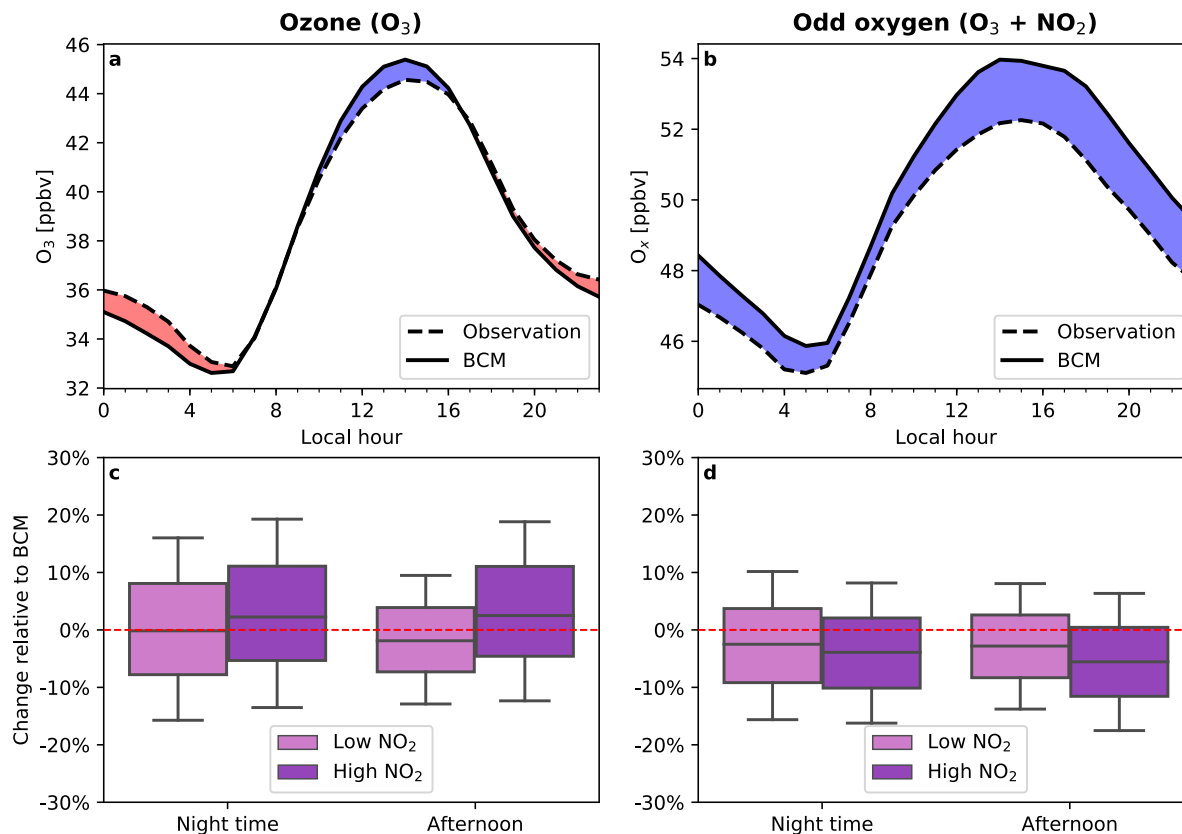 Ozone (O₃)
Odd oxygen (O₃ + NO₂)
a
46
44
42
40
38
36
34
32
O₃ [ppbv]
Observation
BCM
0
4
8
12
16
20
Local hour
b
54
52
50
48
46
Oₓ [ppbv]
Observation
BCM
0
4
8
12
16
20
Local hour
c
30%
20%
10%
0%
-10%
-20%
-30%
Change relative to BCM
Low NO₂
High NO₂
Night time
Afternoon
d
30%
20%
10%
0%
-10%
-20%
-30%
Low NO₂
High NO₂
Night time
Afternoon